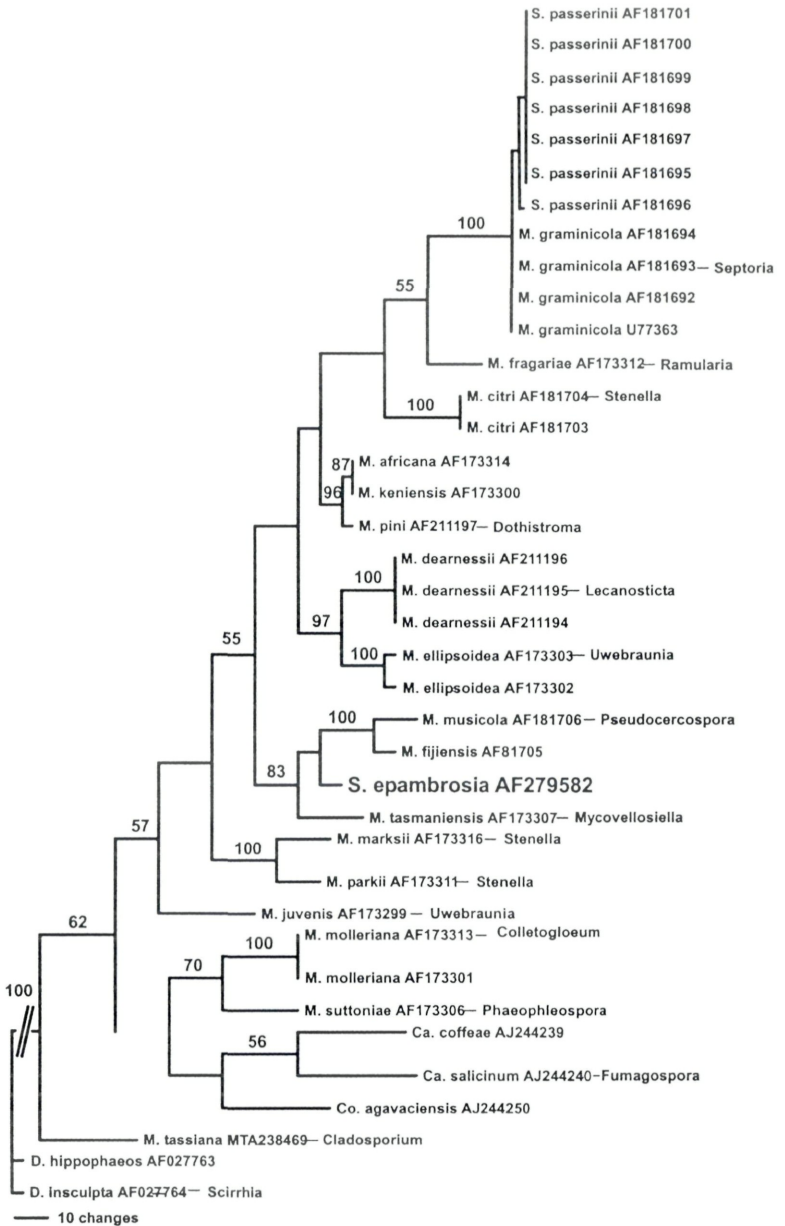 S. passerinii AF181701
S. passerinii AF181700
S. passerinii AF181699
S. passerinii AF181698
S. passerinii AF181697
S. passerinii AF181695
S. passerinii AF181696
100
M. graminicola AF181694
M. graminicola AF181693— Septoria
55
M. graminicola AF181692
M. graminicola U77363
M. fragariae AF173312— Ramularia
M. citri AF181704— Stenella
100
M. citri AF181703
87
M. africana AF173314
96
M. keniensis AF173300
M. pini AF211197— Dothistroma
M. dearnessii AF211196
100
M. dearnessii AF211195— Lecanosticta
97
M. dearnessii AF211194
55
100
M. ellipsoidea AF173303— Uwebraunia
M. ellipsoidea AF173302
100
M. musicola AF181706— Pseudocercospora
M. fijiensis AF81705
83
S. epambrosia AF279582
M. tasmaniensis AF173307— Mycovellosiella
57
M. marksii AF173316— Stenella
100
M. parkii AF173311— Stenella
M. juvenis AF173299— Uwebraunia
62
M. molleriana AF173313— Colletogloeum
100
70
M. molleriana AF173301
100
M. suttoniae AF173306— Phaeophleospora
Ca. coffeae AJ244239
56
Ca. salicinum AJ244240-Fumagospora
Co. agavaciensis AJ244250
M. tassiana MTA238469— Cladosporium
D. hippophaeos AF027763
D. insculpta AF027764— Scirrhia
10 changes